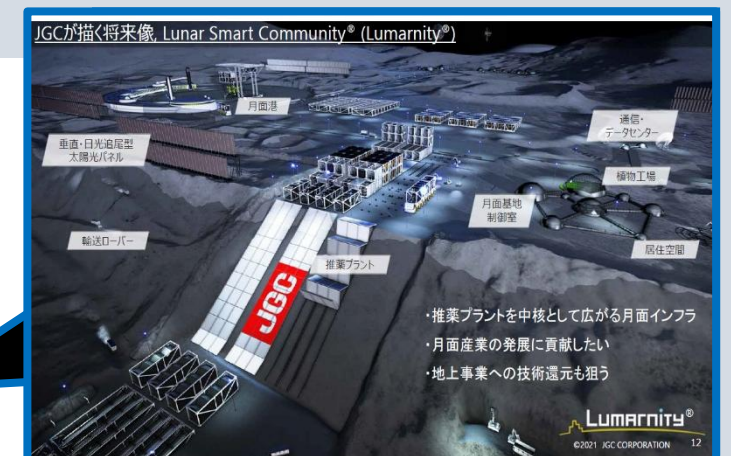 JGCが描く将来像, Lunar Smart Community® (Lumarnity®)
月面港
通信・
データセンター
垂直・日光追尾型
太陽光パネル
植物工場
月面基地
制御室
輸送ローバー
居住空間
推薬プラント
JGC
・推薬プラントを中核として広がる月面インフラ
・月面産業の発展に貢献したい
・地上事業への技術還元も狙う
Lumarnity®
©2021 JGC CORPORATION 12